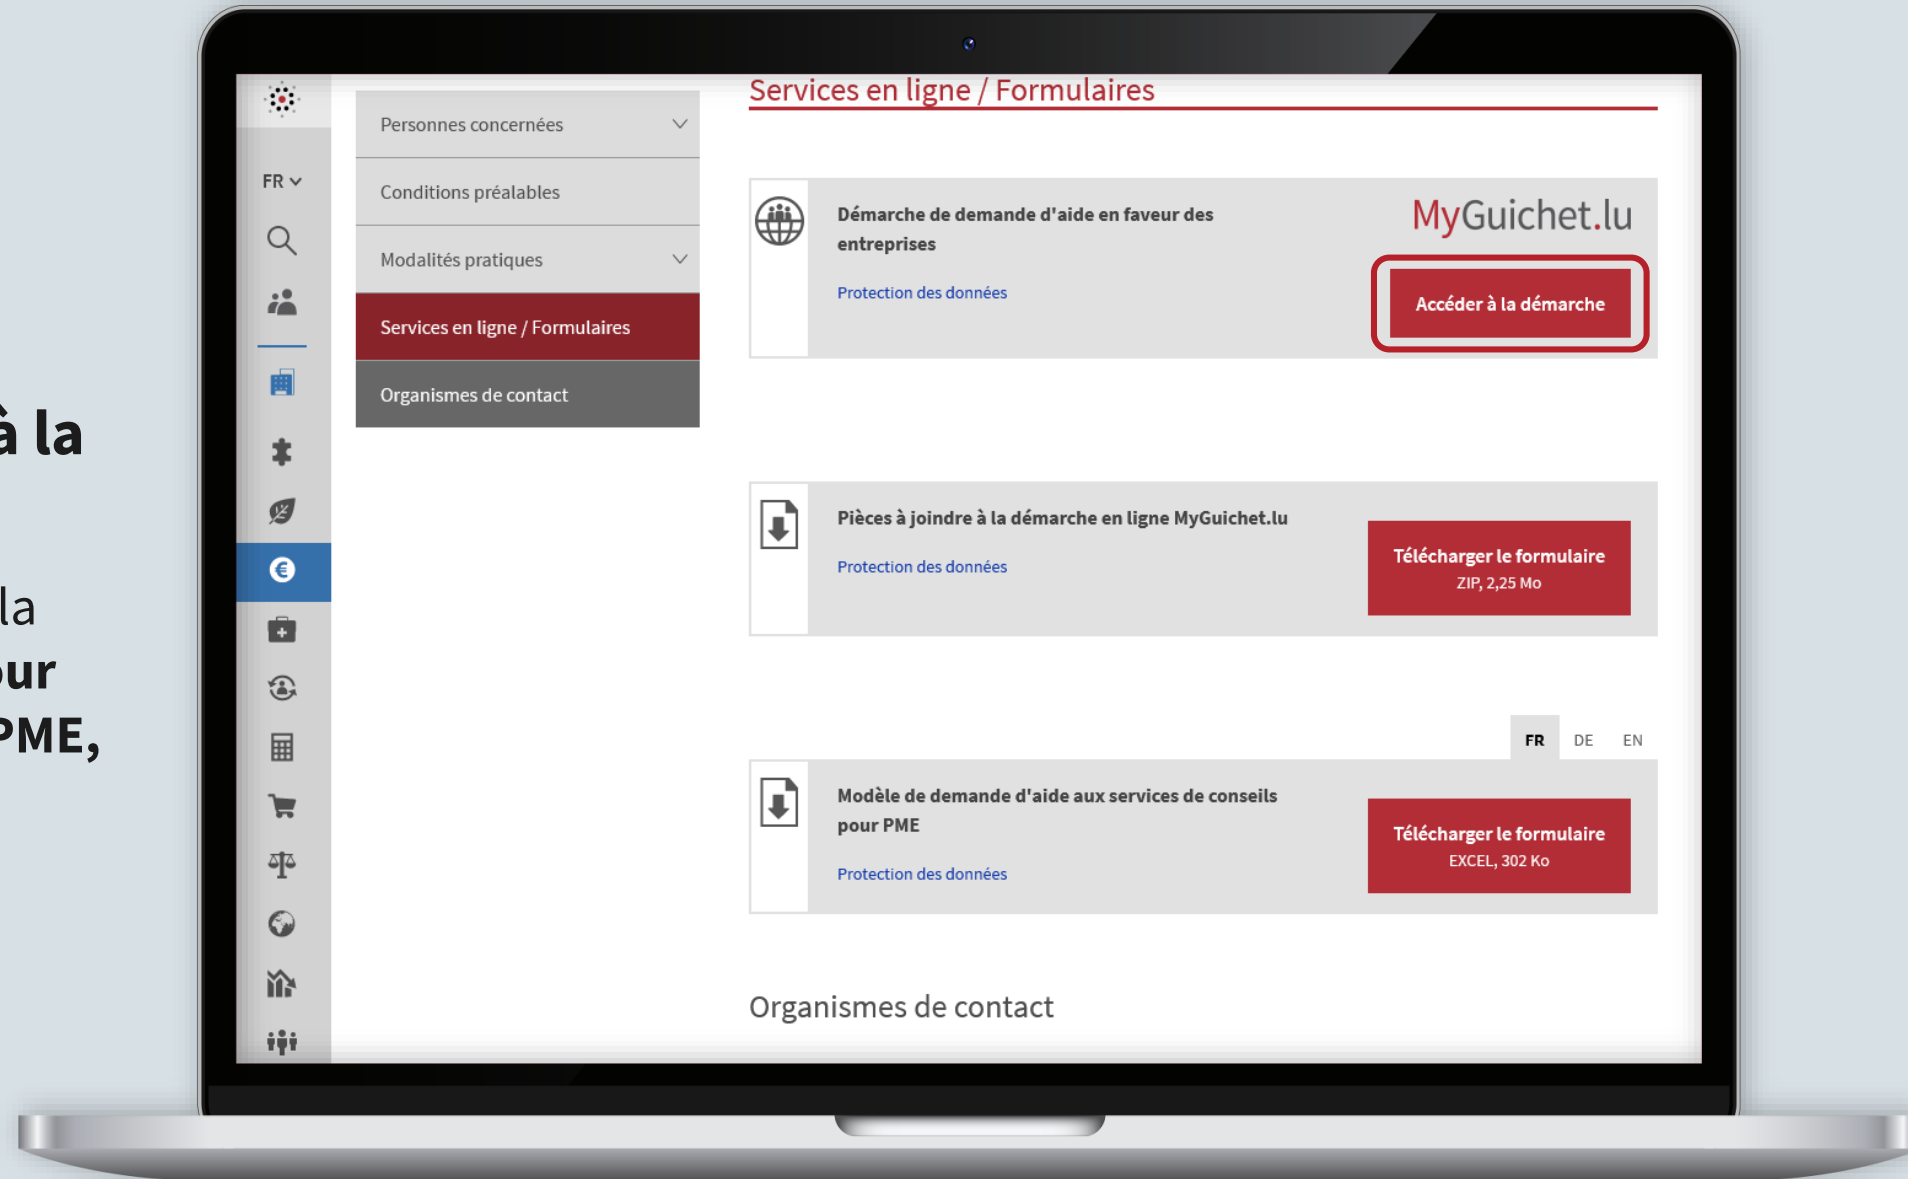 à la
la
our
PME,
FR
Personnes concernées
Conditions préalables
Modalités pratiques
Services en ligne / Formulaires
Organismes de contact
Services en ligne / Formulaires
Démarche de demande d'aide en faveur des
entreprises
Protection des données
MyGuichet.lu
Accéder à la démarche
Pièces à joindre à la démarche en ligne MyGuichet.lu
Protection des données
Télécharger le formulaire
ZIP, 2,25 Mo
FR DE EN
Modèle de demande d'aide aux services de conseils
pour PME
Protection des données
Télécharger le formulaire
EXCEL, 302 Ko
Organismes de contact